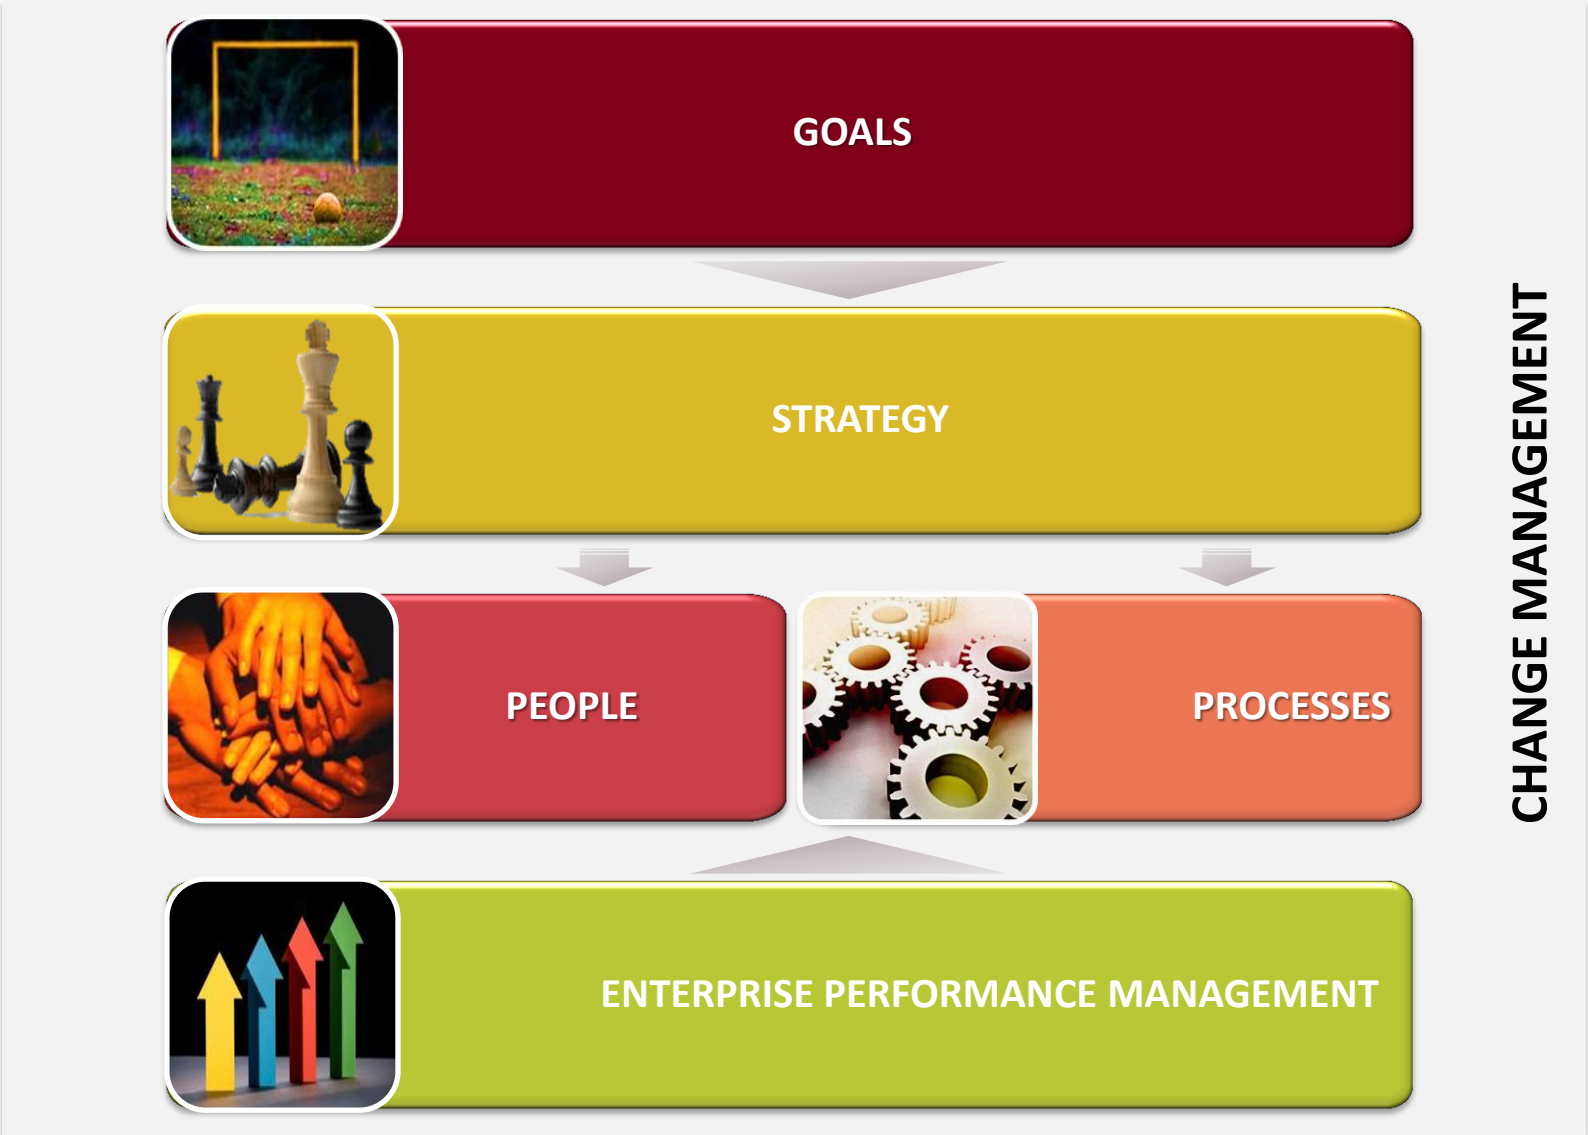 GOALS
STRATEGY
PEOPLE
PROCESSES
ENTERPRISE PERFORMANCE MANAGEMENT
CHANGE MANAGEMENT